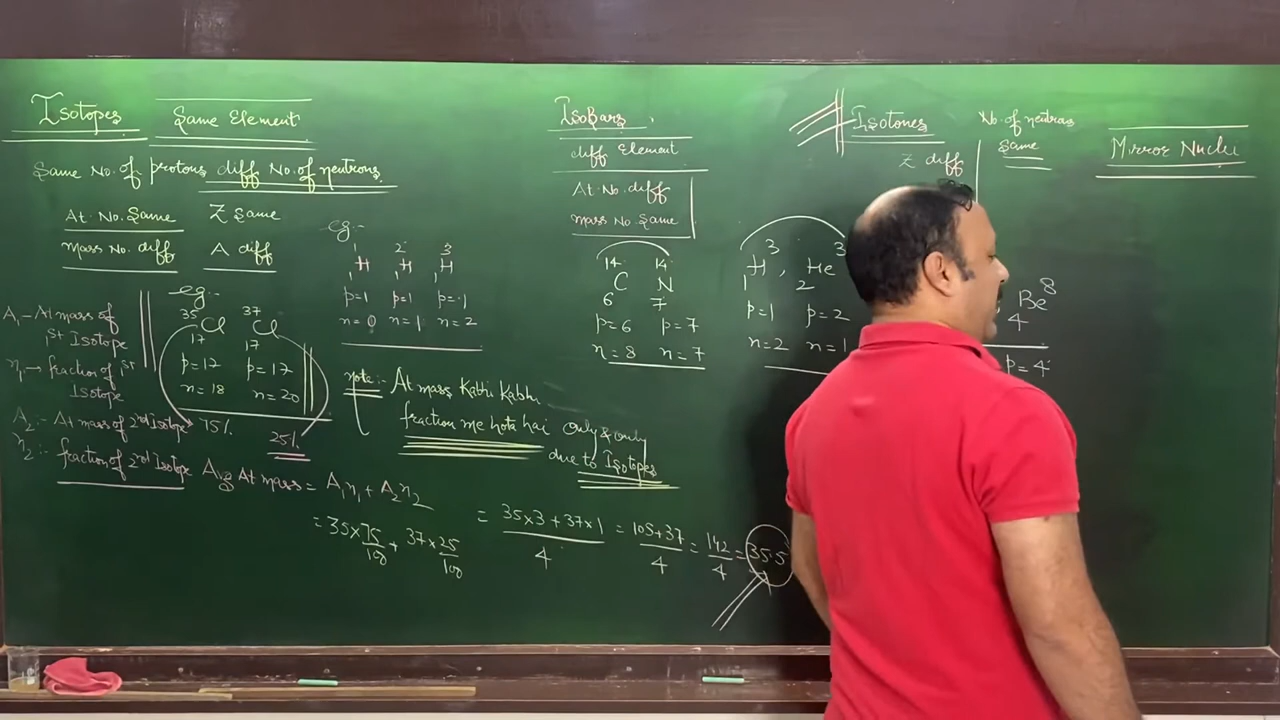 Isotopes Same Element
Same No. of protons diff No. of neutrons.
At. No. Same Z same
Mass No. diff A diff
eg:-
1 2 3
H H H
1 1 1
p=1 p=1 p=1
n=0 n=1 n=2
eg.
35 37
Cl Cl
17 17
p=17 p=17
n=18 n=20
75% 25%
A₁ - At mass of
1st Isotope
n₁ → fraction of 1st
Isotope
A₂:- At mass of 2nd Isotope
n₂:- fraction of 2nd Isotope
note:- At mass Kabhi Kabhi
fraction me hota hai only & only
due to Isotopes
Avg At mass = A₁n₁ + A₂n₂
= 35×75/100 + 37×25/100
= 35×3+37×1/4 = 105+37/4 = 142/4 = 35.5
IsoBars
diff Element
At. No. diff
Mass No. Same
14 14
C N
6 7
p=6 p=7
n=8 n=7
3 3
H, He
1 2
p=1 p=2
n=2 n=1
Isotones No. of neutrons
Z diff Same
8
Be
4
p=4
Mirror Nuclei